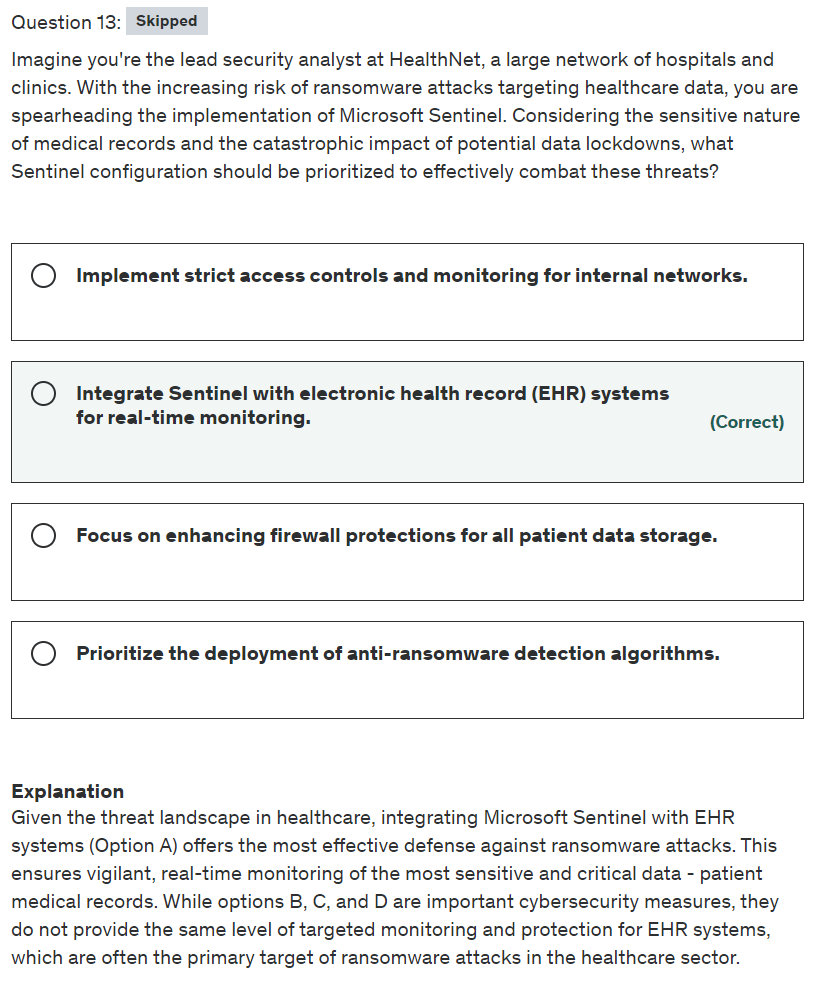 Question 13: Skipped
Imagine you're the lead security analyst at HealthNet, a large network of hospitals and
clinics. With the increasing risk of ransomware attacks targeting healthcare data, you are
spearheading the implementation of Microsoft Sentinel. Considering the sensitive nature
of medical records and the catastrophic impact of potential data lockdowns, what
Sentinel configuration should be prioritized to effectively combat these threats?
Implement strict access controls and monitoring for internal networks.
Integrate Sentinel with electronic health record (EHR) systems
for real-time monitoring.
(Correct)
Focus on enhancing firewall protections for all patient data storage.
Prioritize the deployment of anti-ransomware detection algorithms.
Explanation
Given the threat landscape in healthcare, integrating Microsoft Sentinel with EHR
systems (Option A) offers the most effective defense against ransomware attacks. This
ensures vigilant, real-time monitoring of the most sensitive and critical data - patient
medical records. While options B, C, and D are important cybersecurity measures, they
do not provide the same level of targeted monitoring and protection for EHR systems,
which are often the primary target of ransomware attacks in the healthcare sector.